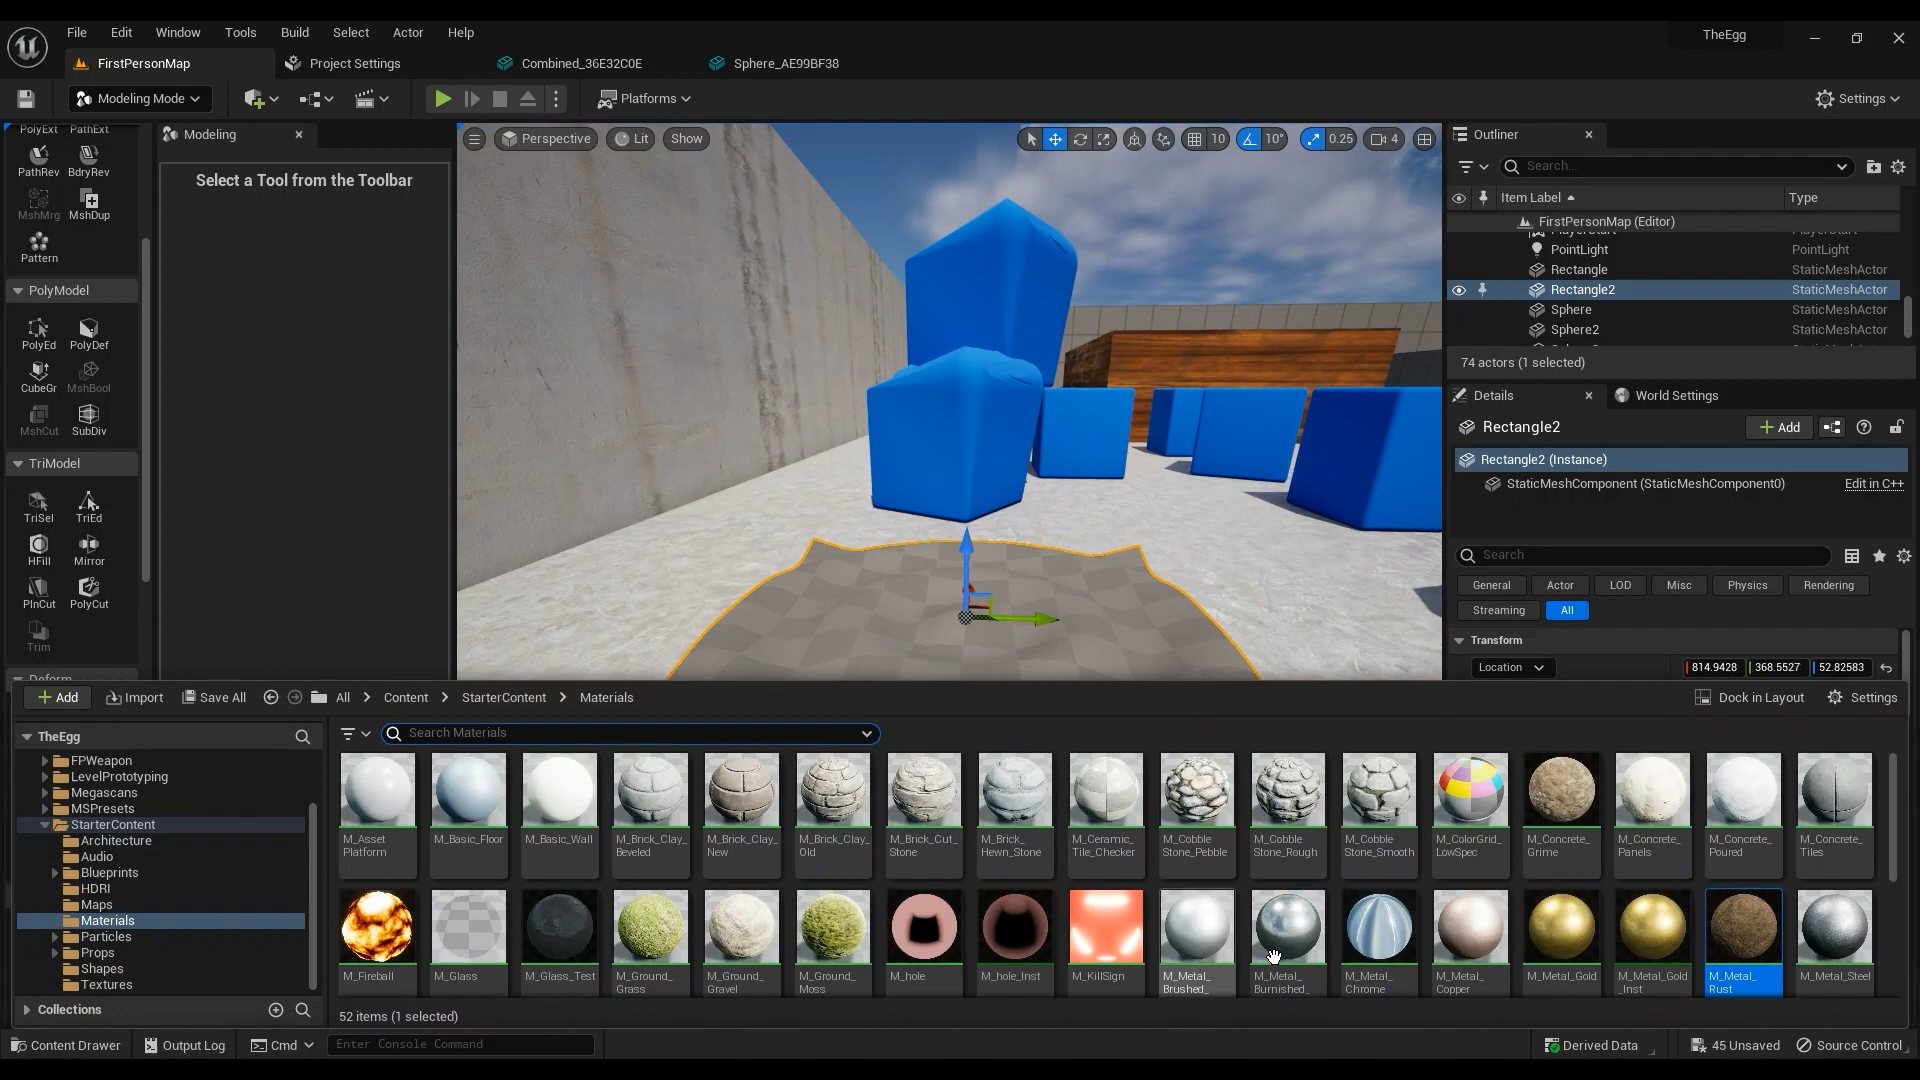 File Edit Window Tools Build Select Actor Help
TheEgg
FirstPersonMap
Project Settings
Combined_36E32C0E
Sphere_AE99BF38
Modeling Mode
Platforms
Settings
PolyExt PathExt
PathRev BdryRev
MshMrg MshDup
Pattern
PolyModel
PolyEd PolyDef
CubeGr MshBool
MshCut SubDiv
TriModel
TriSel TriEd
HFill Mirror
PlnCut PolyCut
Trim
Deform
Modeling
Select a Tool from the Toolbar
Perspective Lit Show
10 10° 0.25 4
Outliner
Search...
Item Label Type
FirstPersonMap (Editor)
PlayerStart PlayerStart
PointLight PointLight
Rectangle StaticMeshActor
Rectangle2 StaticMeshActor
Sphere StaticMeshActor
Sphere2 StaticMeshActor
74 actors (1 selected)
Details World Settings
Rectangle2 Add
Rectangle2 (Instance)
StaticMeshComponent (StaticMeshComponent0) Edit in C++
Search
General Actor LOD Misc Physics Rendering
Streaming All
Transform
Location 814.9428 368.5527 52.82583
Add Import Save All All Content StarterContent Materials
Dock in Layout Settings
TheEgg
FPWeapon
LevelPrototyping
Megascans
MSPresets
StarterContent
Architecture
Audio
Blueprints
HDRI
Maps
Materials
Particles
Props
Shapes
Textures
Collections
Search Materials
M_Asset
Platform
M_Basic_Floor
M_Basic_Wall
M_Brick_Clay_
Beveled
M_Brick_Clay_
New
M_Brick_Clay_
Old
M_Brick_Cut_
Stone
M_Brick_
Hewn_Stone
M_Ceramic_
Tile_Checker
M_Cobble
Stone_Pebble
M_Cobble
Stone_Rough
M_Cobble
Stone_Smooth
M_ColorGrid_
LowSpec
M_Concrete_
Grime
M_Concrete_
Panels
M_Concrete_
Poured
M_Concrete_
Tiles
M_Fireball
M_Glass
M_Glass_Test
M_Ground_
Grass
M_Ground_
Gravel
M_Ground_
Moss
M_hole
M_hole_Inst
M_KillSign
M_Metal_
Brushed_
M_Metal_
Burnished_
M_Metal_
Chrome
M_Metal_
Copper
M_Metal_Gold
M_Metal_Gold
_Inst
M_Metal_
Rust
M_Metal_Steel
52 items (1 selected)
Content Drawer Output Log Cmd Enter Console Command
Derived Data 45 Unsaved Source Control